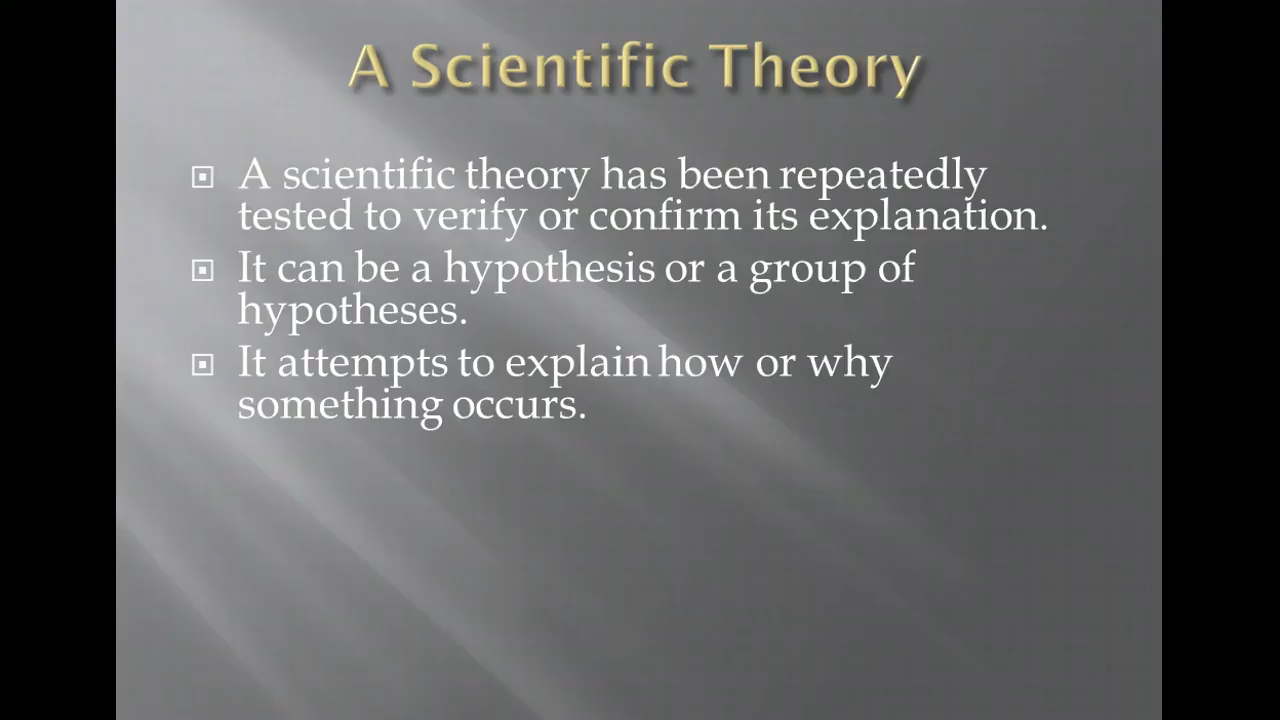 A Scientific Theory
A scientific theory has been repeatedly
tested to verify or confirm its explanation.
It can be a hypothesis or a group of
hypotheses.
It attempts to explain how or why
something occurs.